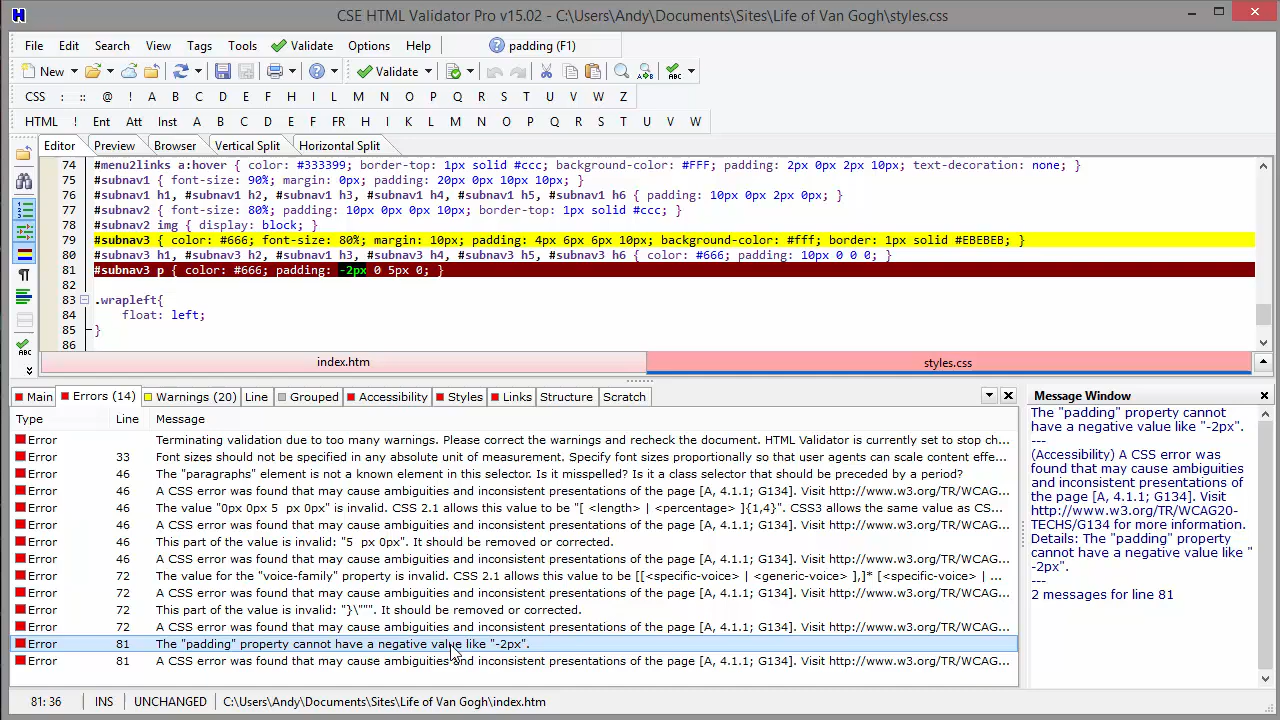 CSE HTML Validator Pro v15.02 - C:\Users\Andy\Documents\Sites\Life of Van Gogh\styles.css
File Edit Search View Tags Tools Validate Options Help padding (F1)
New Validate
CSS : :: @ ! A B C D E F H I L M N O P Q R S T U V W Z
HTML ! Ent Att Inst A B C D E F FR H I K L M N O P Q R S T U V W
Editor Preview Browser Vertical Split Horizontal Split
74 #menu2links a:hover { color: #333399; border-top: 1px solid #ccc; background-color: #FFF; padding: 2px 0px 2px 10px; text-decoration: none; }
75 #subnav1 { font-size: 90%; margin: 0px; padding: 20px 0px 10px 10px; }
76 #subnav1 h1, #subnav1 h2, #subnav1 h3, #subnav1 h4, #subnav1 h5, #subnav1 h6 { padding: 10px 0px 2px 0px; }
77 #subnav2 { font-size: 80%; padding: 10px 0px 0px 10px; border-top: 1px solid #ccc; }
78 #subnav2 img { display: block; }
79 #subnav3 { color: #666; font-size: 80%; margin: 10px; padding: 4px 6px 6px 10px; background-color: #fff; border: 1px solid #EBEBEB; }
80 #subnav3 h1, #subnav3 h2, #subnav1 h3, #subnav3 h4, #subnav3 h5, #subnav3 h6 { color: #666; padding: 10px 0 0 0; }
81 #subnav3 p { color: #666; padding: -2px 0 5px 0; }
82
83 .wrapleft{
84 float: left;
85 }
86
index.htm styles.css
Main Errors (14) Warnings (20) Line Grouped Accessibility Styles Links Structure Scratch
Type Line Message
Error Terminating validation due to too many warnings. Please correct the warnings and recheck the document. HTML Validator is currently set to stop ch...
Error 33 Font sizes should not be specified in any absolute unit of measurement. Specify font sizes proportionally so that user agents can scale content effe...
Error 46 The "paragraphs" element is not a known element in this selector. Is it misspelled? Is it a class selector that should be preceded by a period?
Error 46 A CSS error was found that may cause ambiguities and inconsistent presentations of the page [A, 4.1.1; G134]. Visit http://www.w3.org/TR/WCAG...
Error 46 The value "0px 0px 5  px 0px" is invalid. CSS 2.1 allows this value to be "[ <length> | <percentage> ]{1,4}". CSS3 allows the same value as CS...
Error 46 A CSS error was found that may cause ambiguities and inconsistent presentations of the page [A, 4.1.1; G134]. Visit http://www.w3.org/TR/WCAG...
Error 46 This part of the value is invalid: "5  px 0px". It should be removed or corrected.
Error 46 A CSS error was found that may cause ambiguities and inconsistent presentations of the page [A, 4.1.1; G134]. Visit http://www.w3.org/TR/WCAG...
Error 72 The value for the "voice-family" property is invalid. CSS 2.1 allows this value to be [[<specific-voice> | <generic-voice> ],]* [<specific-voice> | ...
Error 72 A CSS error was found that may cause ambiguities and inconsistent presentations of the page [A, 4.1.1; G134]. Visit http://www.w3.org/TR/WCAG...
Error 72 This part of the value is invalid: "}\""". It should be removed or corrected.
Error 72 A CSS error was found that may cause ambiguities and inconsistent presentations of the page [A, 4.1.1; G134]. Visit http://www.w3.org/TR/WCAG...
Error 81 The "padding" property cannot have a negative value like "-2px".
Error 81 A CSS error was found that may cause ambiguities and inconsistent presentations of the page [A, 4.1.1; G134]. Visit http://www.w3.org/TR/WCAG...
Message Window
The "padding" property cannot
have a negative value like "-2px".
---
(Accessibility) A CSS error was
found that may cause ambiguities
and inconsistent presentations of
the page [A, 4.1.1; G134]. Visit
http://www.w3.org/TR/WCAG20-
TECHS/G134 for more information.
Details: The "padding" property
cannot have a negative value like "
-2px".
---
2 messages for line 81
81: 36 INS UNCHANGED C:\Users\Andy\Documents\Sites\Life of Van Gogh\index.htm